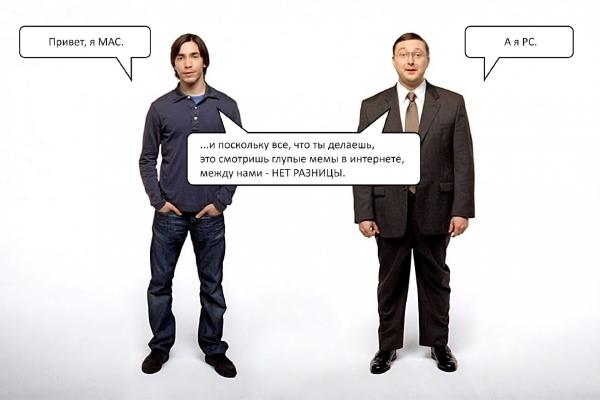 Привет, я MAC.
А я PC.
...и поскольку все, что ты делаешь,
это смотришь глупые мемы в интернете,
между нами - НЕТ РАЗНИЦЫ.